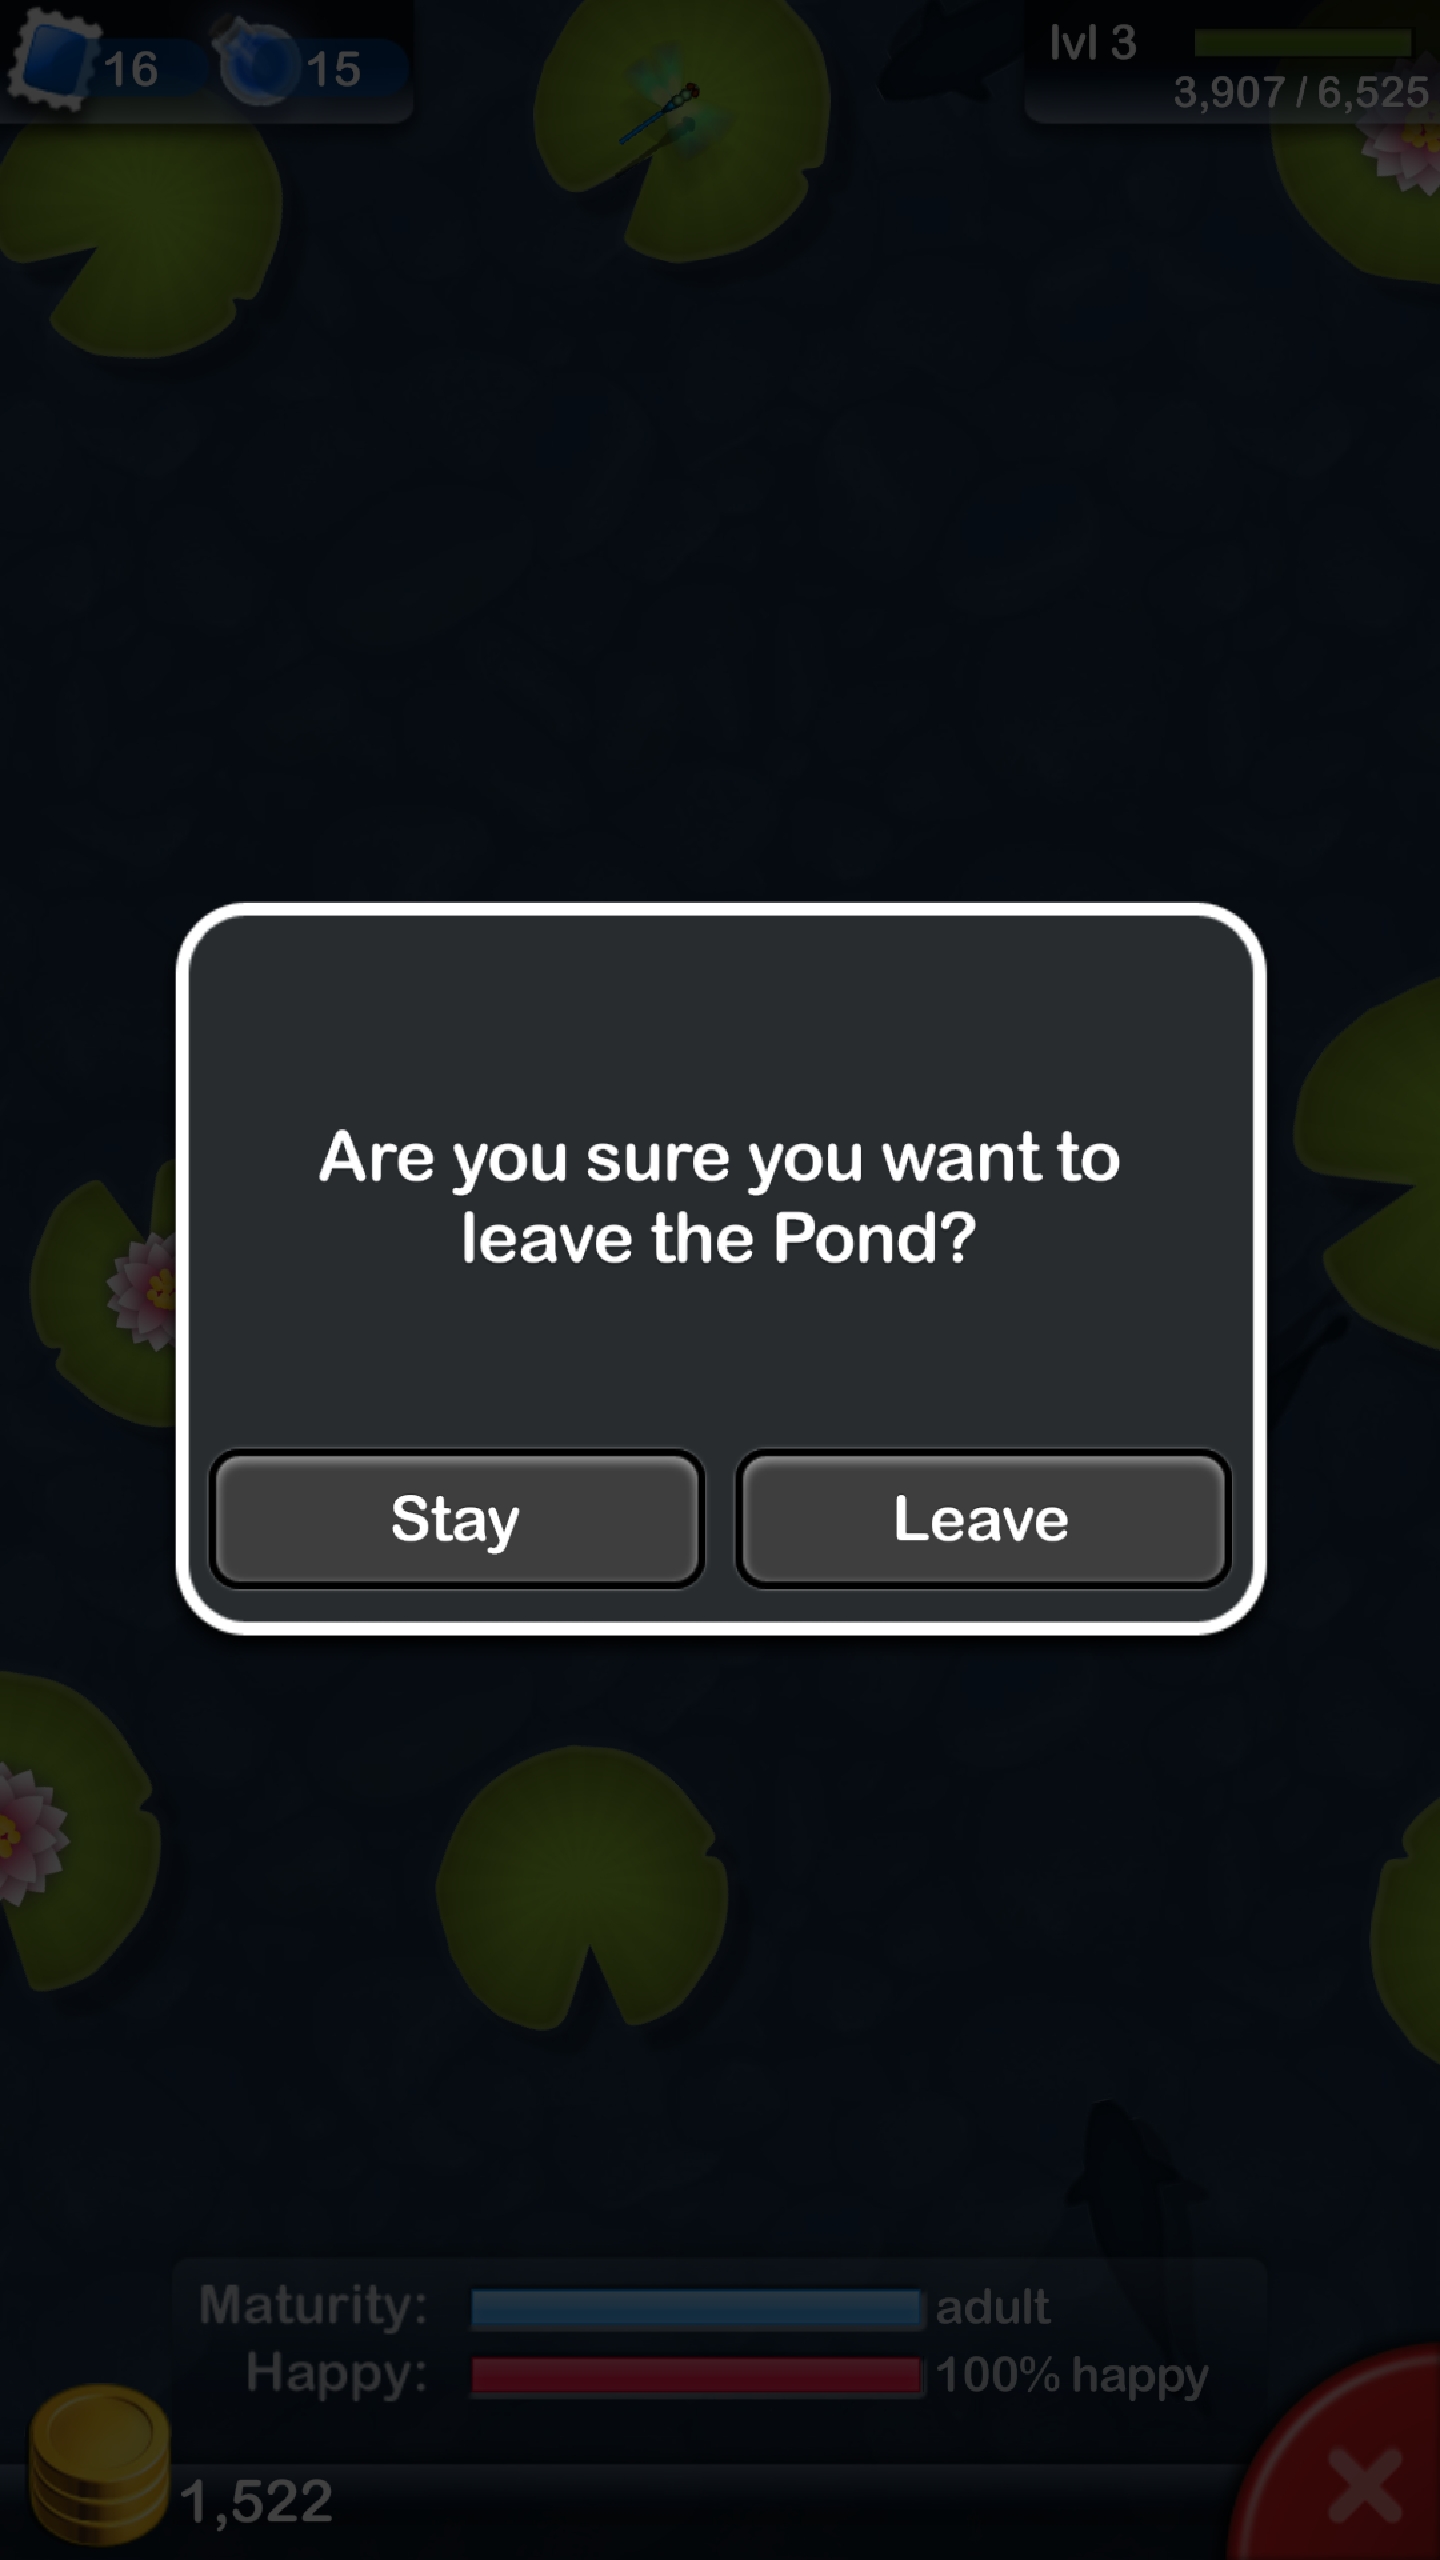 16
15
lvl 3
3,907 / 6,525
Are you sure you want to
leave the Pond?
Stay
Leave
Maturity:
adult
Happy:
100% happy
1,522